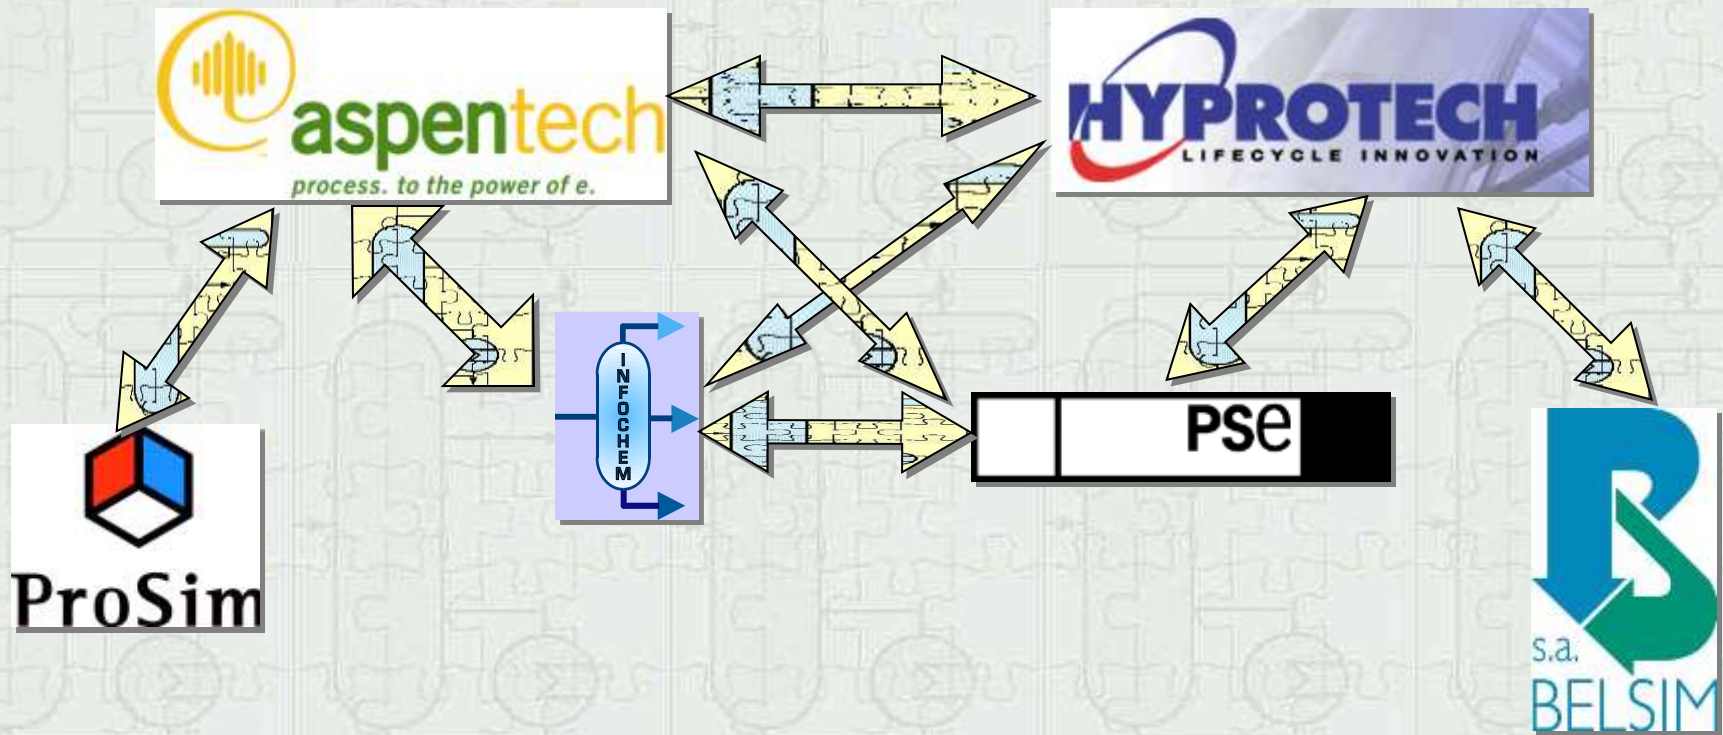 aspentech
process. to the power of e.
HYPROTECH
LIFECYCLE INNOVATION
INFOCHEM
PSe
ProSim
s.a.
BELSIM